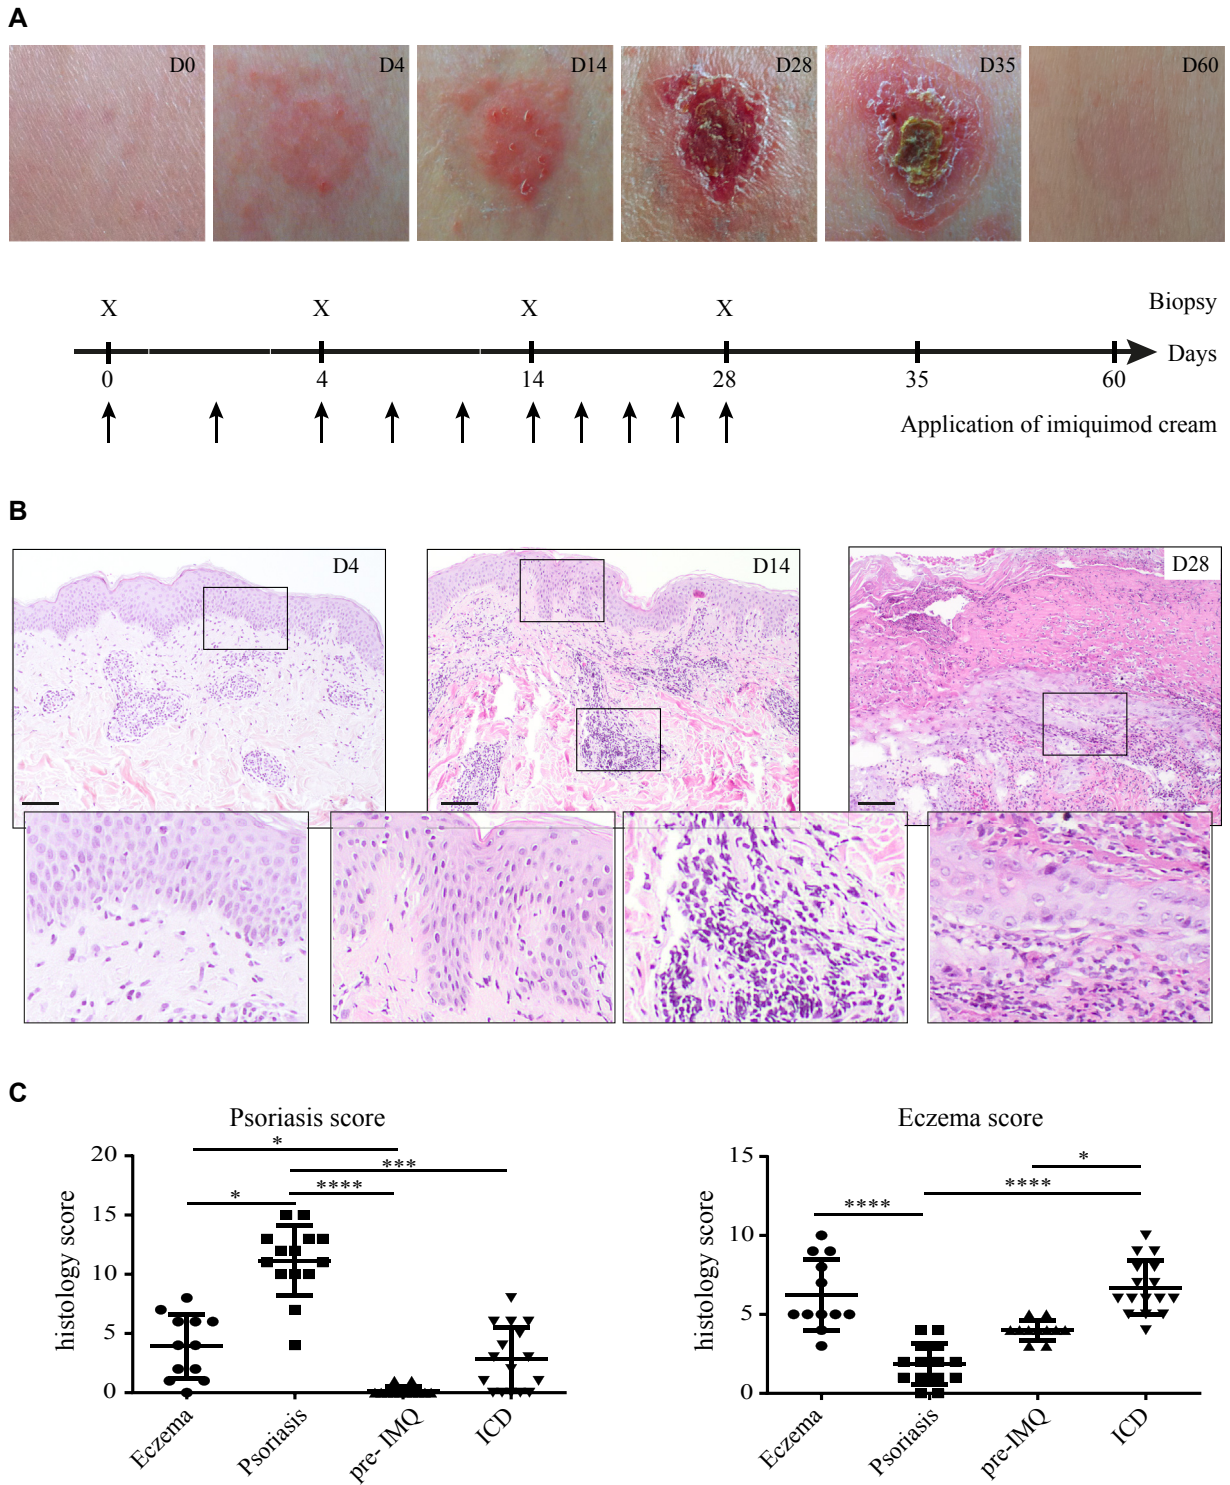 A
D0 D4 D14 D28 D35 D60
X X X X Biopsy
Days
0 4 14 28 35 60
Application of imiquimod cream
B
D4 D14 D28
C
Psoriasis score
*
***
****
*
20
15
10
5
0
histology score
Eczema Psoriasis pre- IMQ ICD
Eczema score
*
****
****
15
10
5
0
histology score
Eczema Psoriasis pre-IMQ ICD